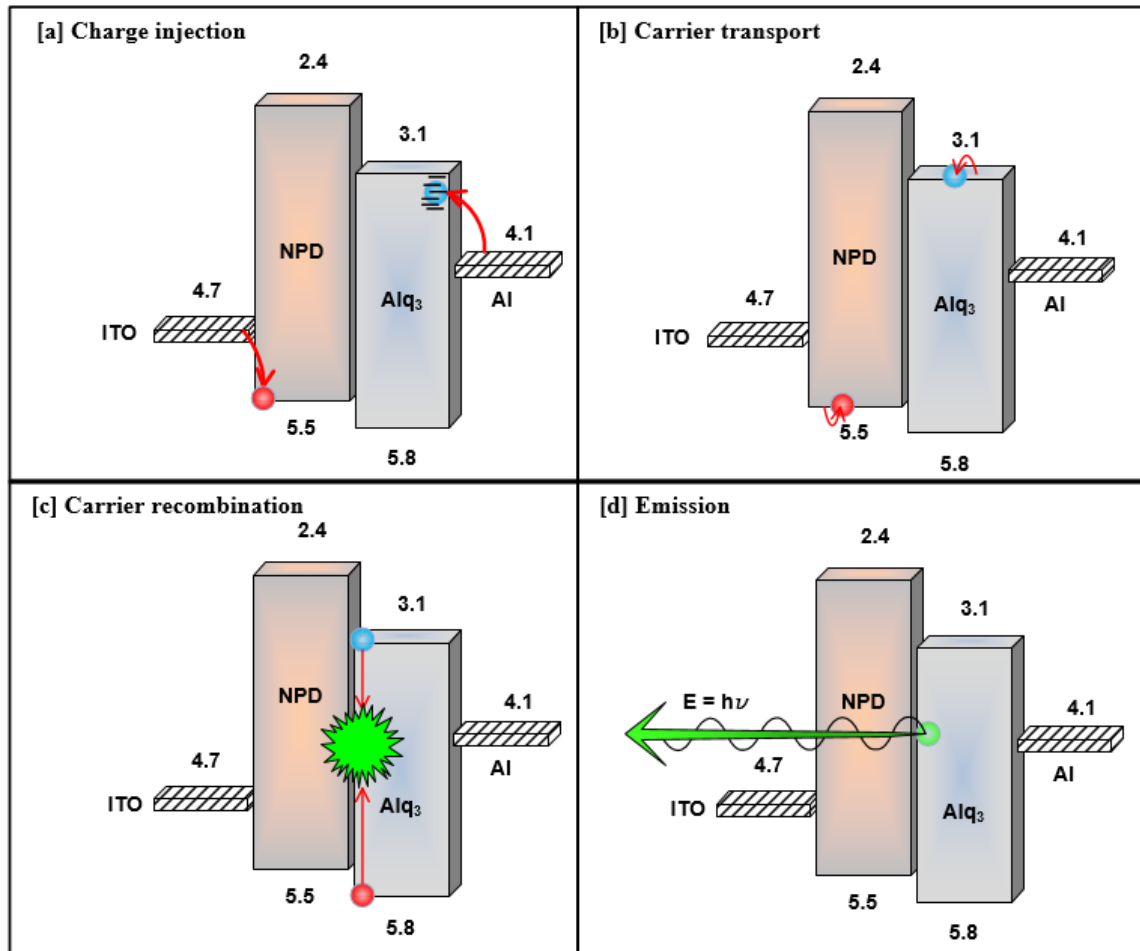 [a] Charge injection
2.4
3.1
NPD
4.1
4.7
Alq₃
Al
ITO
5.5
5.8
[b] Carrier transport
2.4
3.1
NPD
4.1
4.7
Alq₃
Al
ITO
5.5
5.8
[c] Carrier recombination
2.4
3.1
NPD
4.1
4.7
Al
ITO
Alq₃
5.5
5.8
[d] Emission
2.4
3.1
E = hν
NPD
4.1
4.7
Al
ITO
Alq₃
5.5
5.8